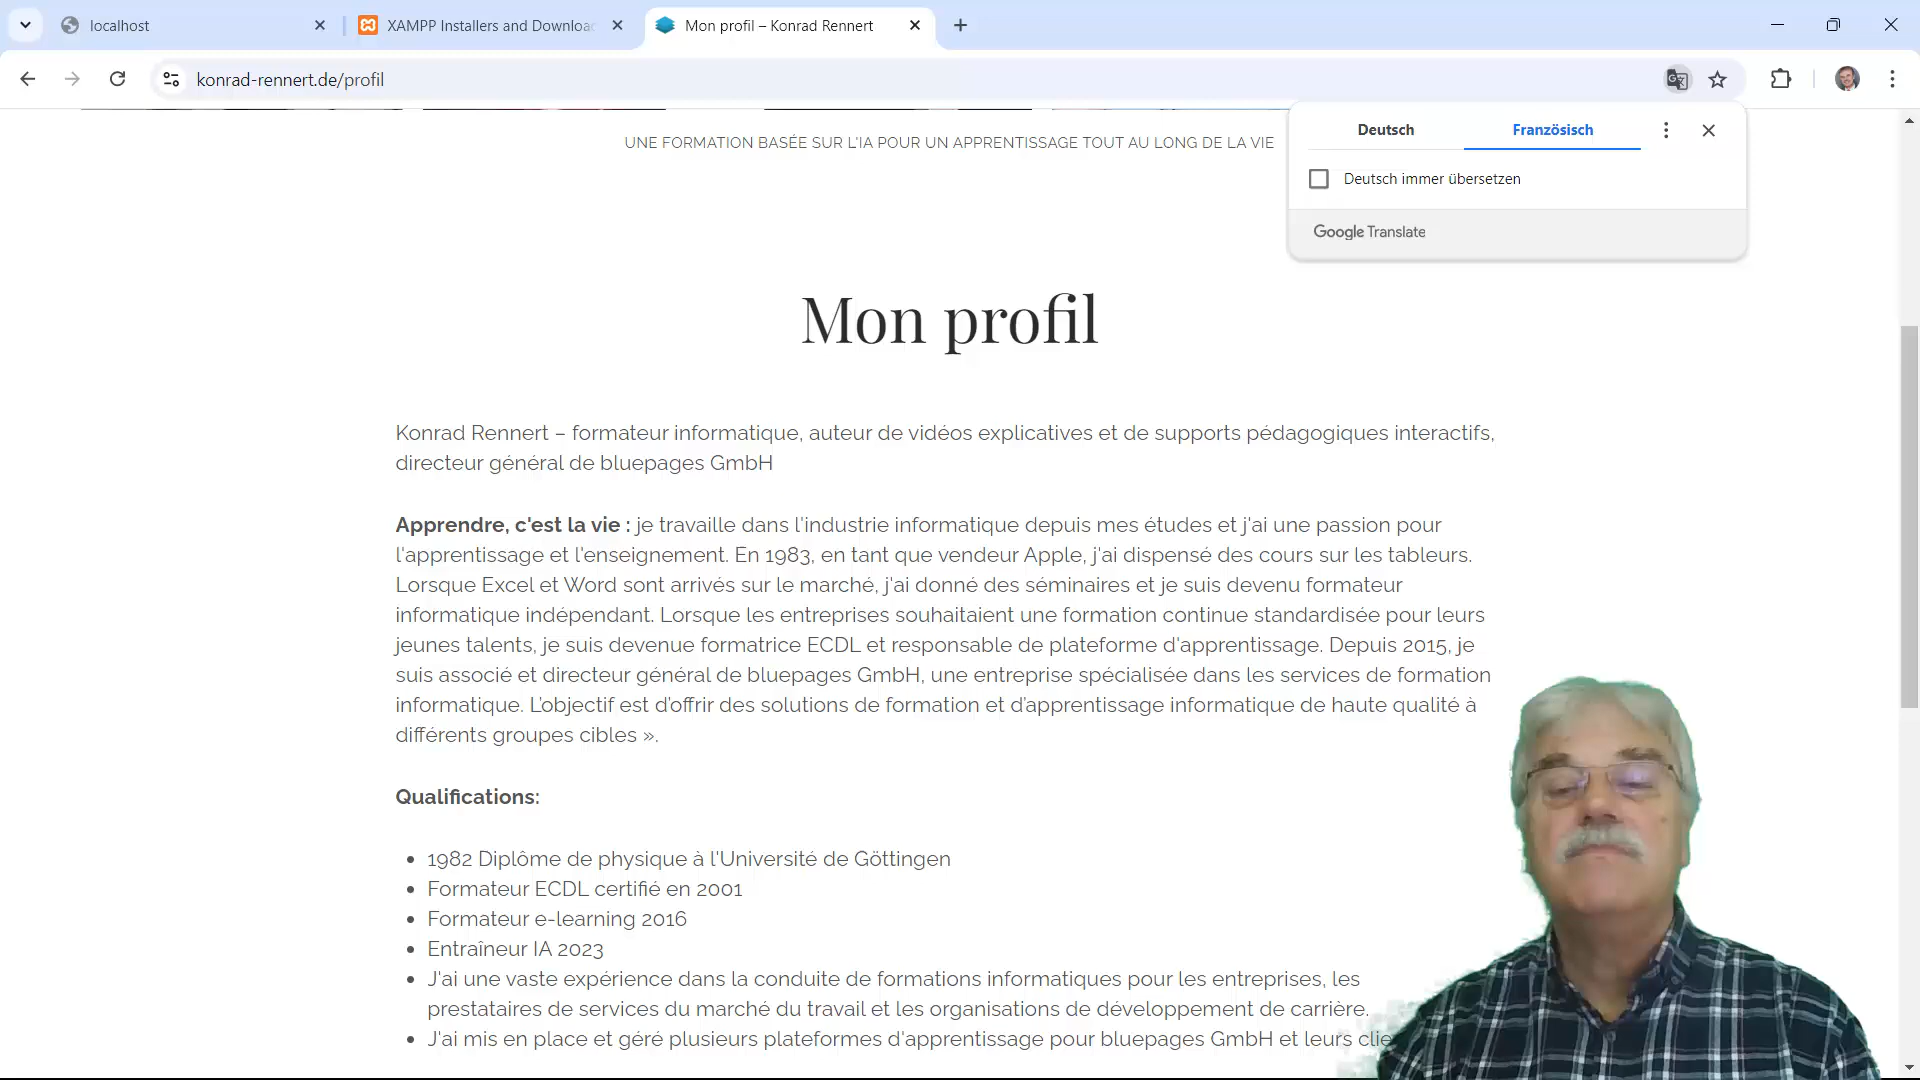 localhost
XAMPP Installers and Downloa
Mon profil – Konrad Rennert
konrad-rennert.de/profil
Deutsch
Französisch
Deutsch immer übersetzen
Google Translate
UNE FORMATION BASÉE SUR L'IA POUR UN APPRENTISSAGE TOUT AU LONG DE LA VIE
Mon profil
Konrad Rennert – formateur informatique, auteur de vidéos explicatives et de supports pédagogiques interactifs,
directeur général de bluepages GmbH
Apprendre, c'est la vie : je travaille dans l'industrie informatique depuis mes études et j'ai une passion pour
l'apprentissage et l'enseignement. En 1983, en tant que vendeur Apple, j'ai dispensé des cours sur les tableurs.
Lorsque Excel et Word sont arrivés sur le marché, j'ai donné des séminaires et je suis devenu formateur
informatique indépendant. Lorsque les entreprises souhaitaient une formation continue standardisée pour leurs
jeunes talents, je suis devenue formatrice ECDL et responsable de plateforme d'apprentissage. Depuis 2015, je
suis associé et directeur général de bluepages GmbH, une entreprise spécialisée dans les services de formation
informatique. L’objectif est d’offrir des solutions de formation et d’apprentissage informatique de haute qualité à
différents groupes cibles ».
Qualifications:
1982 Diplôme de physique à l'Université de Göttingen
Formateur ECDL certifié en 2001
Formateur e-learning 2016
Entraîneur IA 2023
J'ai une vaste expérience dans la conduite de formations informatiques pour les entreprises, les
prestataires de services du marché du travail et les organisations de développement de carrière.
J'ai mis en place et géré plusieurs plateformes d'apprentissage pour bluepages GmbH et leurs clie